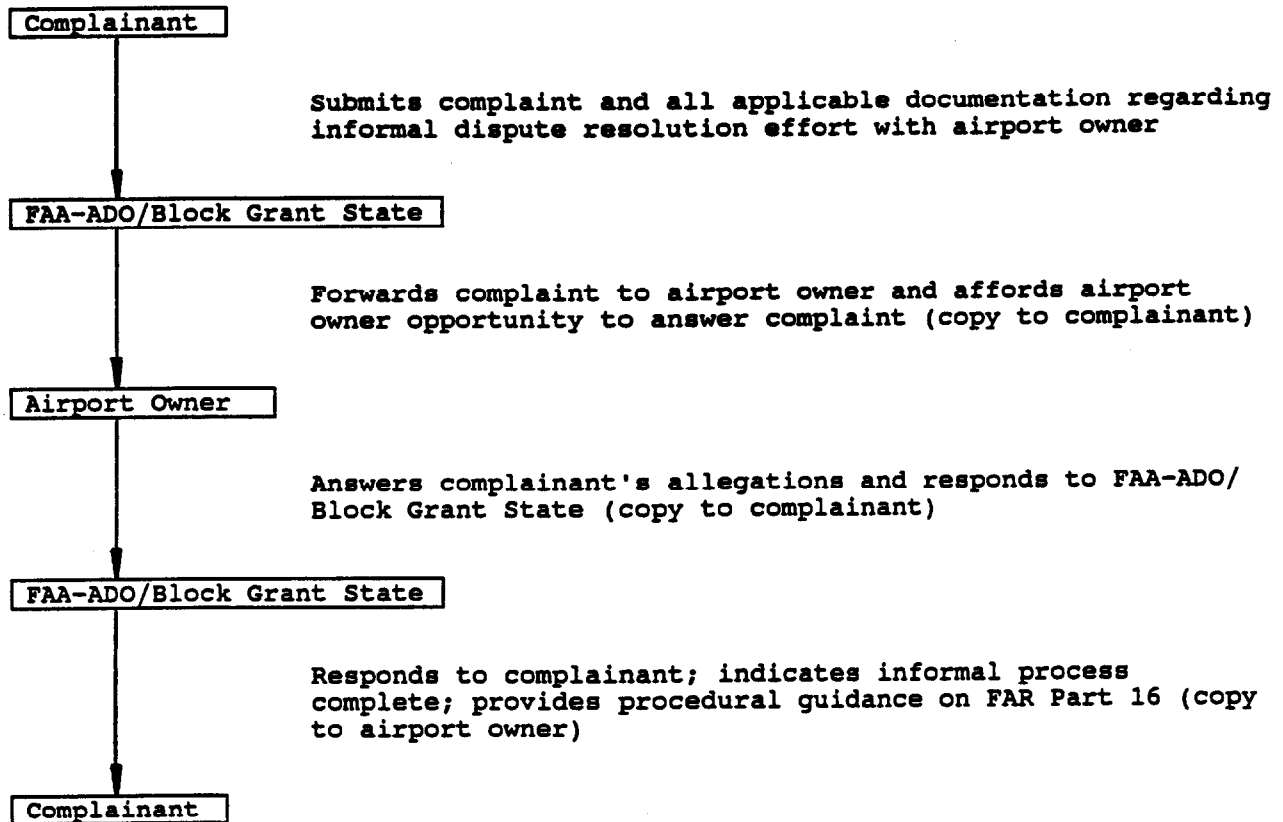 Complainant
Submits complaint and all applicable documentation regarding
informal dispute resolution effort with airport owner
FAA-ADO/Block Grant State
Forwards complaint to airport owner and affords airport
owner opportunity to answer complaint (copy to complainant)
Airport Owner
Answers complainant's allegations and responds to FAA-ADO/
Block Grant State (copy to complainant)
FAA-ADO/Block Grant State
Responds to complainant; indicates informal process
complete; provides procedural guidance on FAR Part 16 (copy
to airport owner)
Complainant